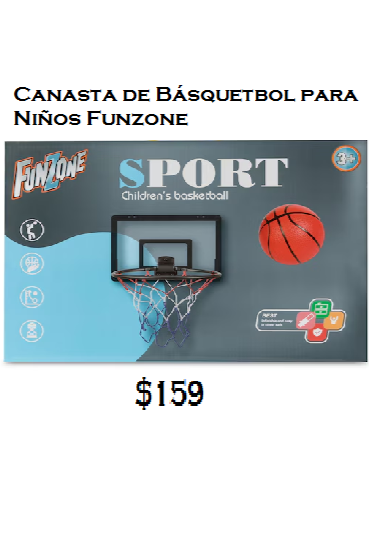 Canasta de Básquetbol para
Niños Funzone
FUNZONE
SPORT
3+
Children's basketball
$159